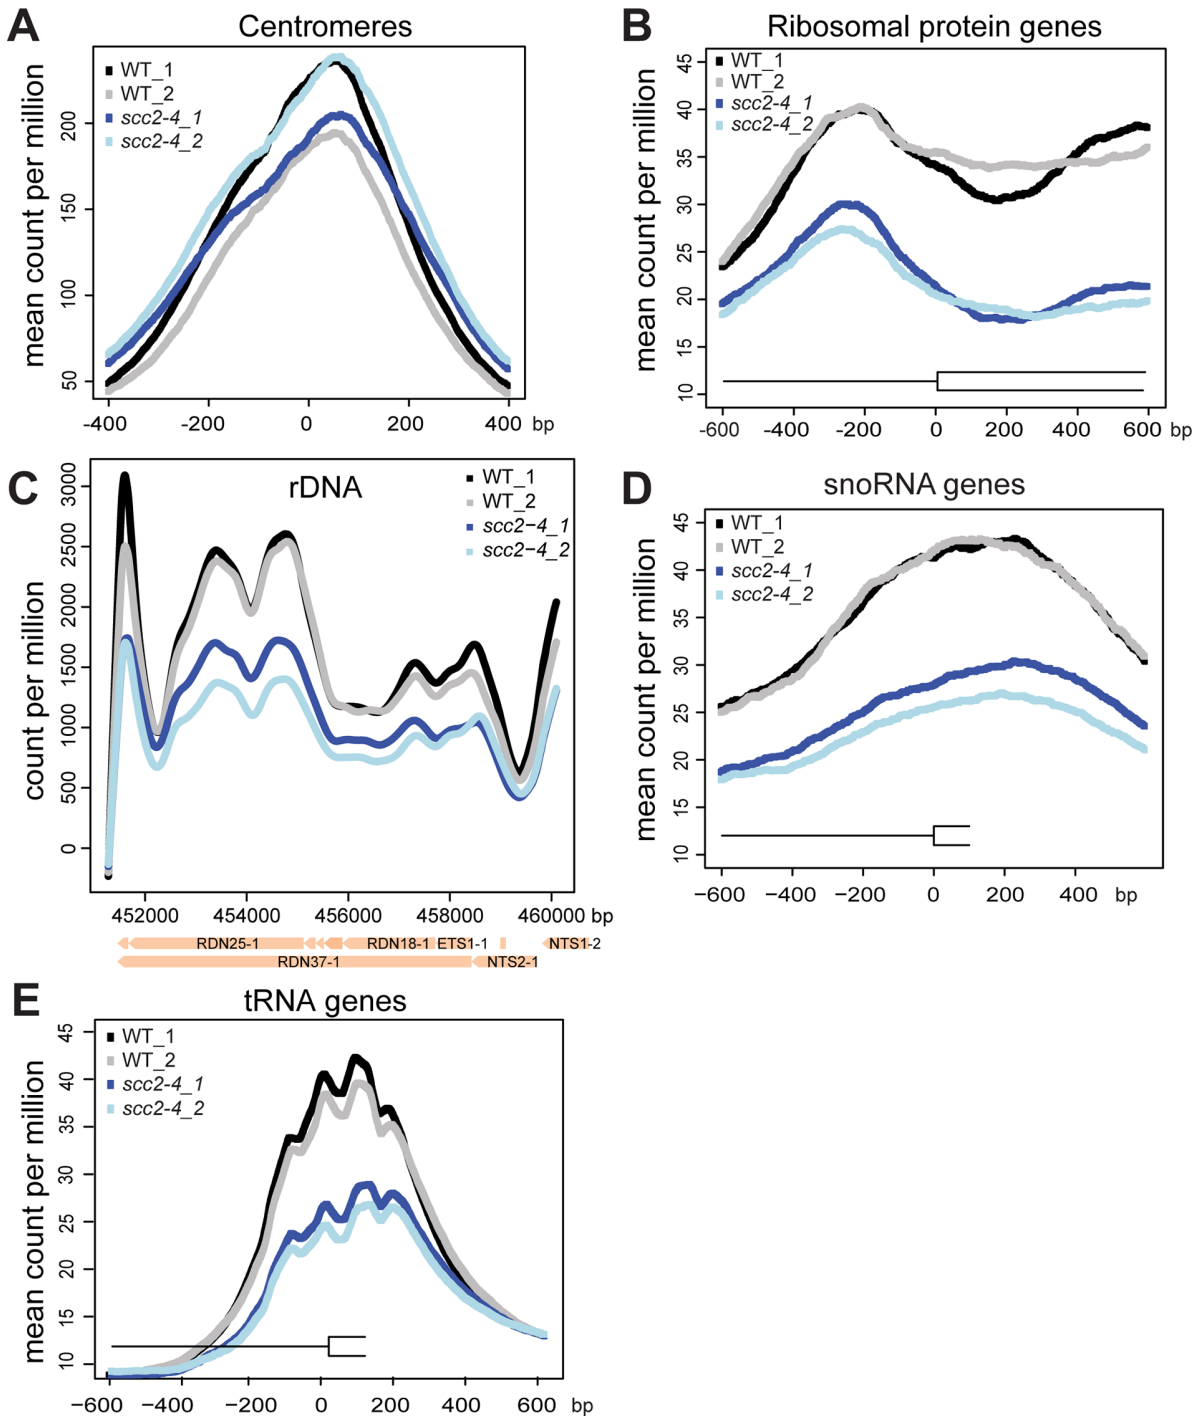 A
Centromeres
mean count per million
200
150
100
50
WT_1
WT_2
scc2-4_1
scc2-4_2
-400
-200
0
200
400
bp
B
Ribosomal protein genes
mean count per million
45
40
35
30
25
20
15
10
WT_1
WT_2
scc2-4_1
scc2-4_2
-600
-400
-200
0
200
400
600
bp
C
rDNA
count per million
3000
2500
2000
1500
1000
500
0
WT_1
WT_2
scc2−4_1
scc2−4_2
452000
454000
456000
458000
460000 bp
RDN25-1
RDN18-1
ETS1-1
NTS1-2
RDN37-1
NTS2-1
D
snoRNA genes
mean count per million
45
40
35
30
25
20
15
10
WT_1
WT_2
scc2-4_1
scc2-4_2
−600
−400
−200
0
200
400
bp
E
tRNA genes
mean count per million
45
40
35
30
25
20
15
10
WT_1
WT_2
scc2-4_1
scc2-4_2
−600
−400
−200
0
200
400
600
bp